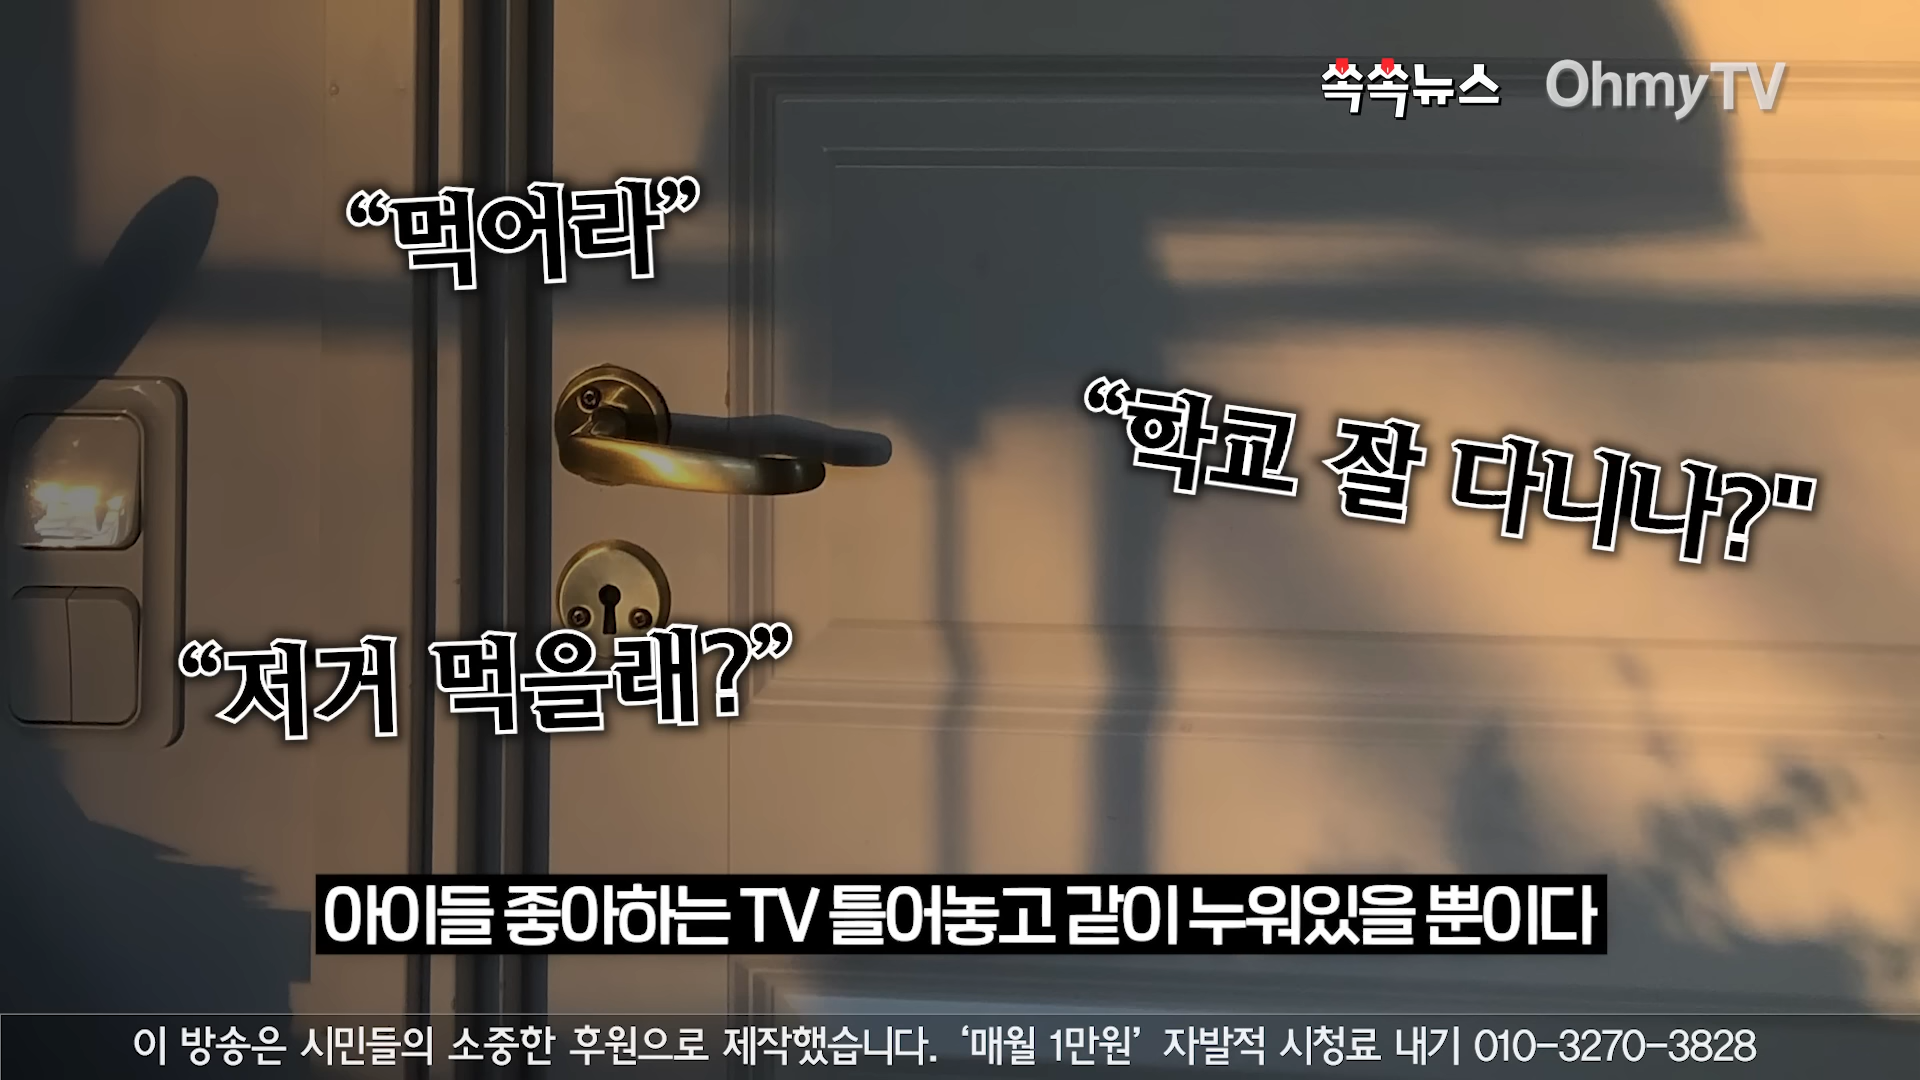 쏙쏙뉴스 OhmyTV
“먹어라”
“학교 잘 다니나?"
“저거 먹을래?”
아이들 좋아하는 TV 틀어놓고 같이 누워있을 뿐이다
이 방송은 시민들의 소중한 후원으로 제작했습니다. ‘매월 1만원’ 자발적 시청료 내기 010-3270-3828